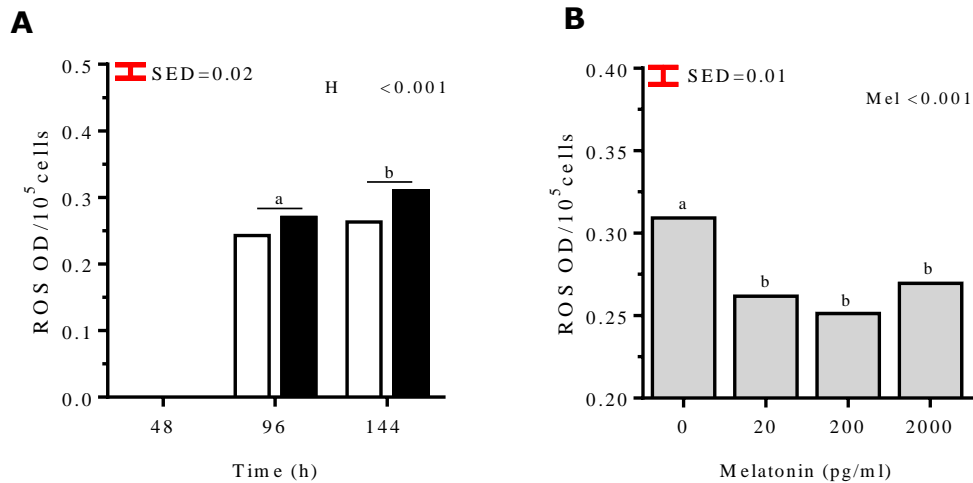 A
SED=0.02
H <0.001
0.5
0.4
0.3
0.2
0.1
0.0
ROS OD/10⁵cells
a
b
48 96 144
Time (h)
B
SED=0.01
Mel <0.001
0.40
0.35
0.30
0.25
0.20
ROS OD/10⁵cells
a
b
b
b
0 20 200 2000
Melatonin (pg/ml)